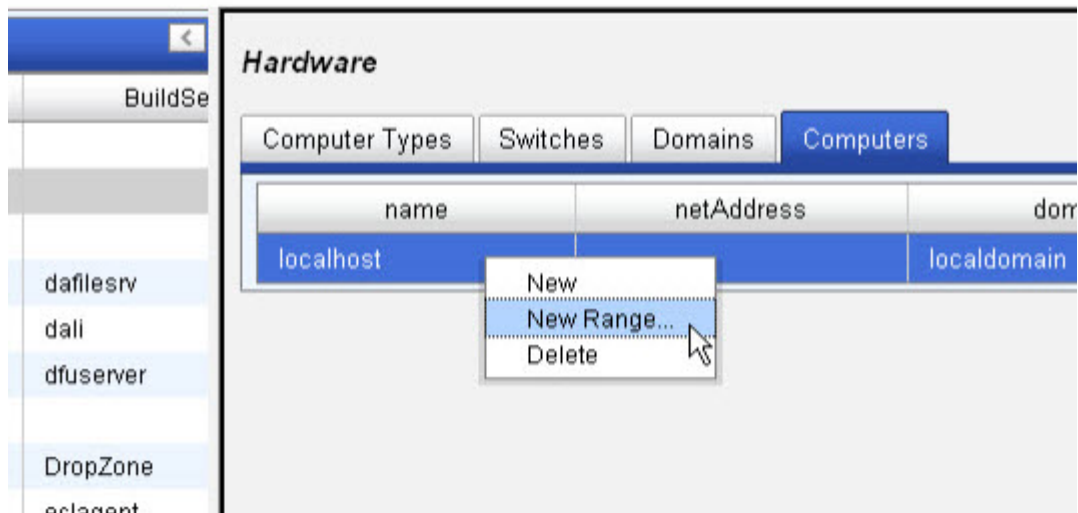 BuildSe
dafilesrv
dali
dfuserver
DropZone
Hardware
Computer Types Switches Domains Computers
name netAddress dom
localhost localdomain
New
New Range...
Delete